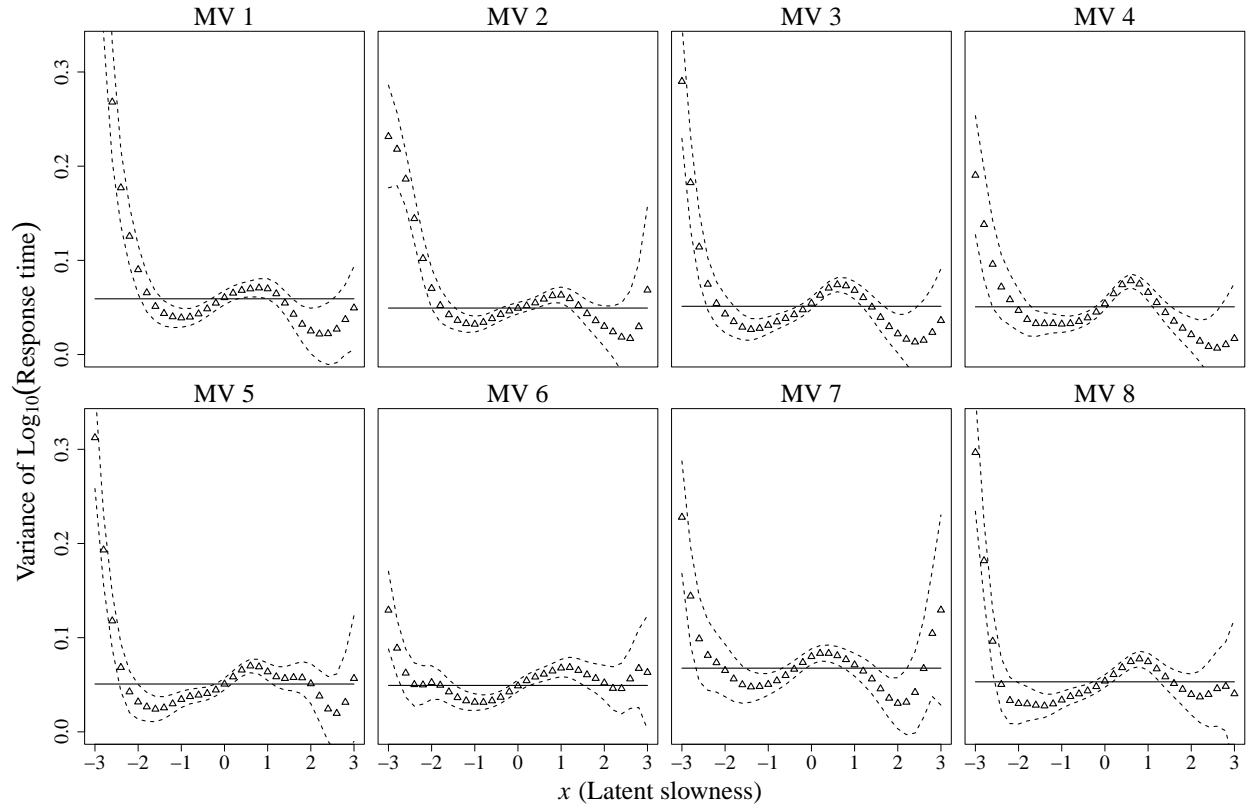 MV 1 MV 2 MV 3 MV 4
0.3
0.2
0.1
0.0
MV 5 MV 6 MV 7 MV 8
0.3
0.2
0.1
0.0
−3 −2 −1 0 1 2 3 −3 −2 −1 0 1 2 3 −3 −2 −1 0 1 2 3 −3 −2 −1 0 1 2 3
Variance of Log₁₀(Response time)
x (Latent slowness)